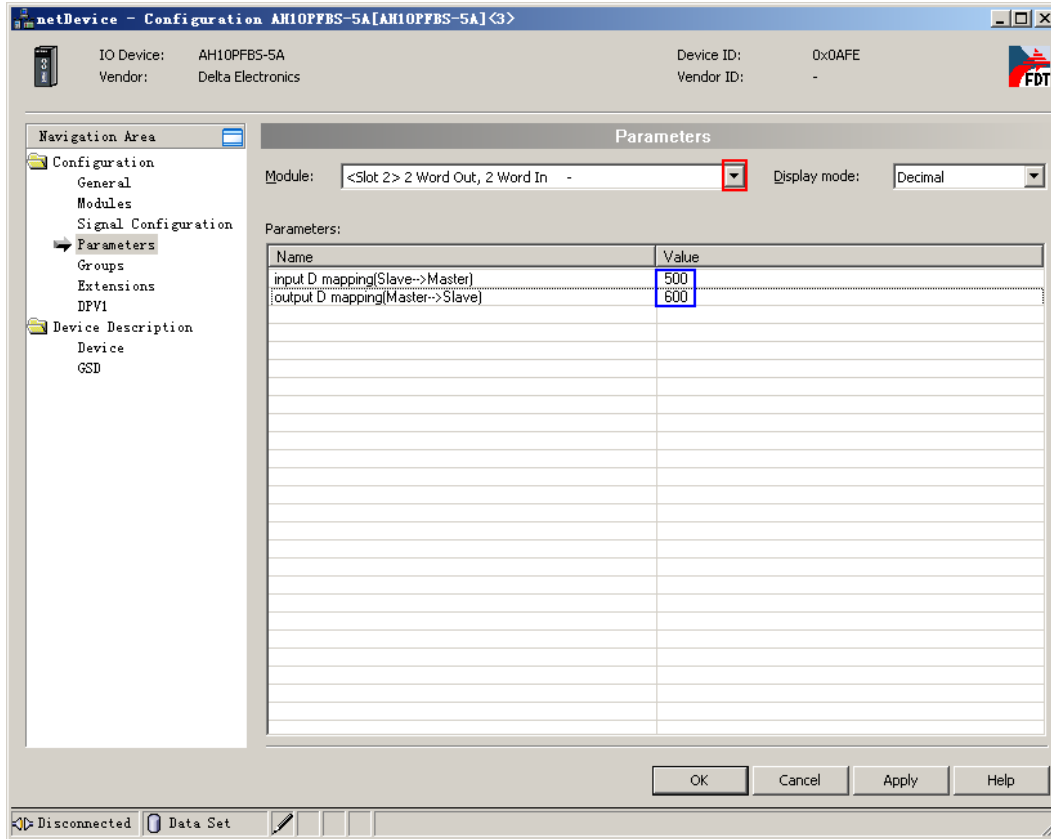 netDevice - Configuration AH10PFBS-5A[AH10PFBS-5A]<3>
IO Device: AH10PFBS-5A
Vendor: Delta Electronics
Device ID: 0x0AFE
Vendor ID: -
FDT
Navigation Area
Configuration
General
Modules
Signal Configuration
Parameters
Groups
Extensions
DPV1
Device Description
Device
GSD
Parameters
Module: <Slot 2> 2 Word Out, 2 Word In - Display mode: Decimal
Parameters:
Name Value
input D mapping(Slave-->Master) 500
output D mapping(Master-->Slave) 600
OK Cancel Apply Help
Disconnected Data Set